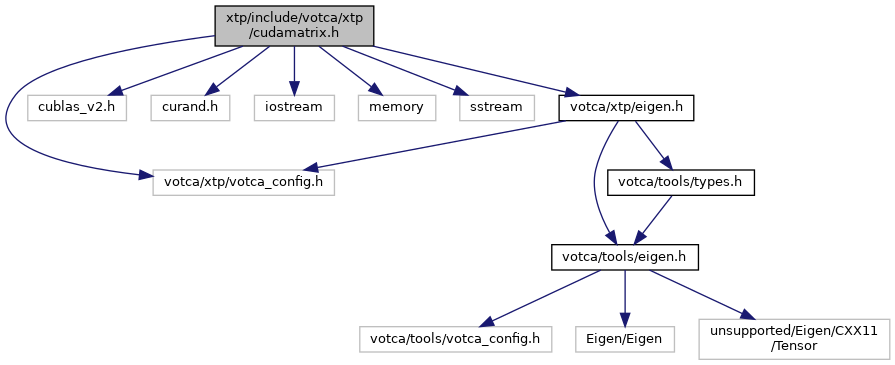 xtp/include/votca/xtp
/cudamatrix.h
cublas_v2.h
curand.h
iostream
memory
sstream
votca/xtp/eigen.h
votca/xtp/votca_config.h
votca/tools/types.h
votca/tools/eigen.h
votca/tools/votca_config.h
Eigen/Eigen
unsupported/Eigen/CXX11
/Tensor